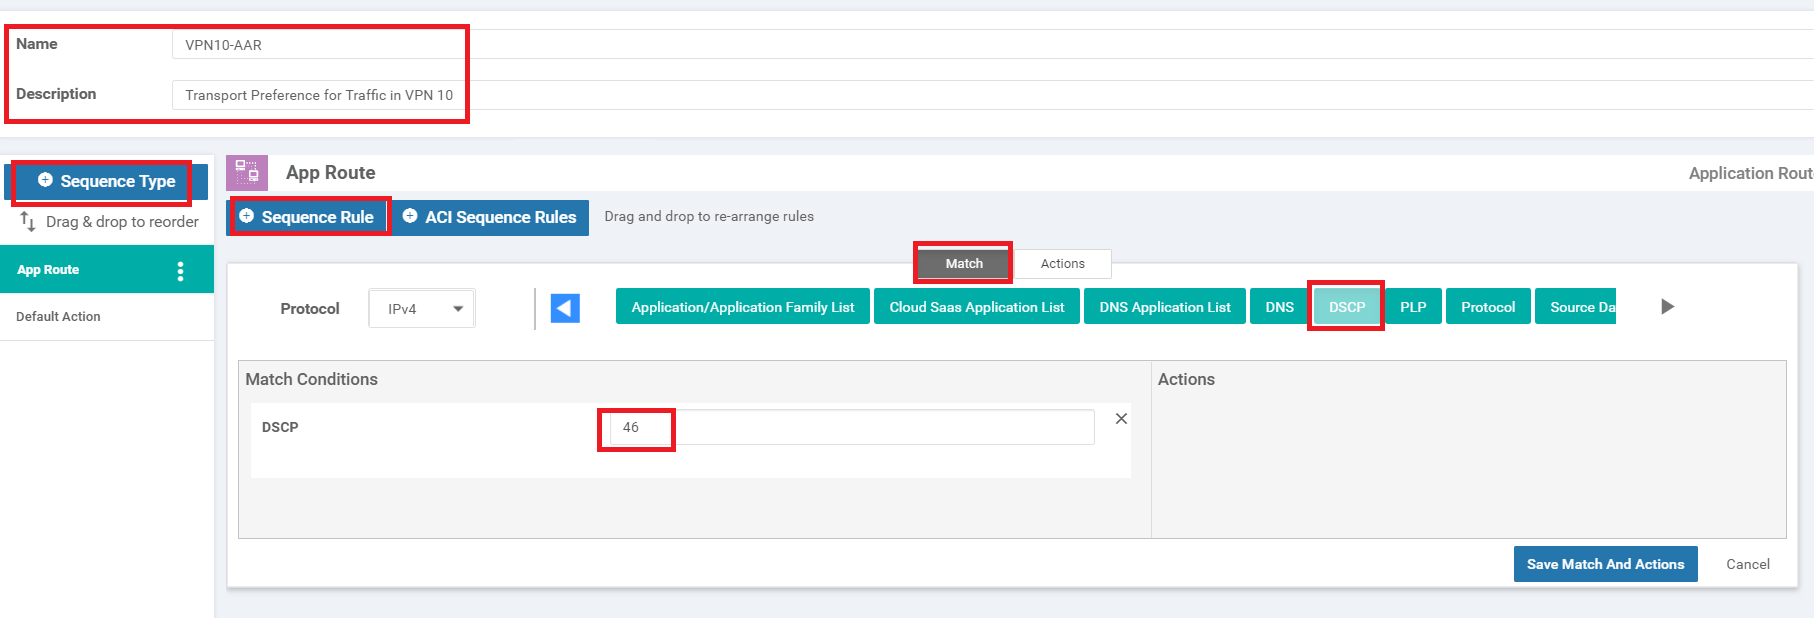 Name
VPN10-AAR
Description
Transport Preference for Traffic in VPN 10
Sequence Type
Drag & drop to reorder
App Route
Default Action
App Route
Application Rout
Sequence Rule
ACI Sequence Rules
Drag and drop to re-arrange rules
Match
Actions
Protocol
IPv4
Application/Application Family List
Cloud Saas Application List
DNS Application List
DNS
DSCP
PLP
Protocol
Source Da
Match Conditions
Actions
DSCP
46
Save Match And Actions
Cancel